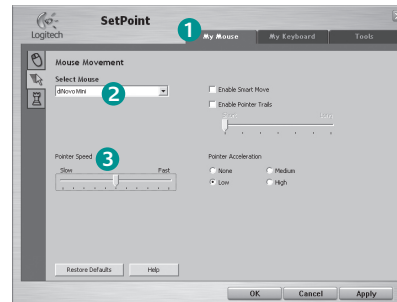 Logitech
SetPoint
1
My Mouse
My Keyboard
Tools
Mouse Movement
Select Mouse
diNovo Mini
2
Enable Smart Move
Enable Pointer Trails
Pointer Speed
3
Slow
Fast
Pointer Acceleration
None
Medium
Low
High
Restore Defaults
Help
OK
Cancel
Apply